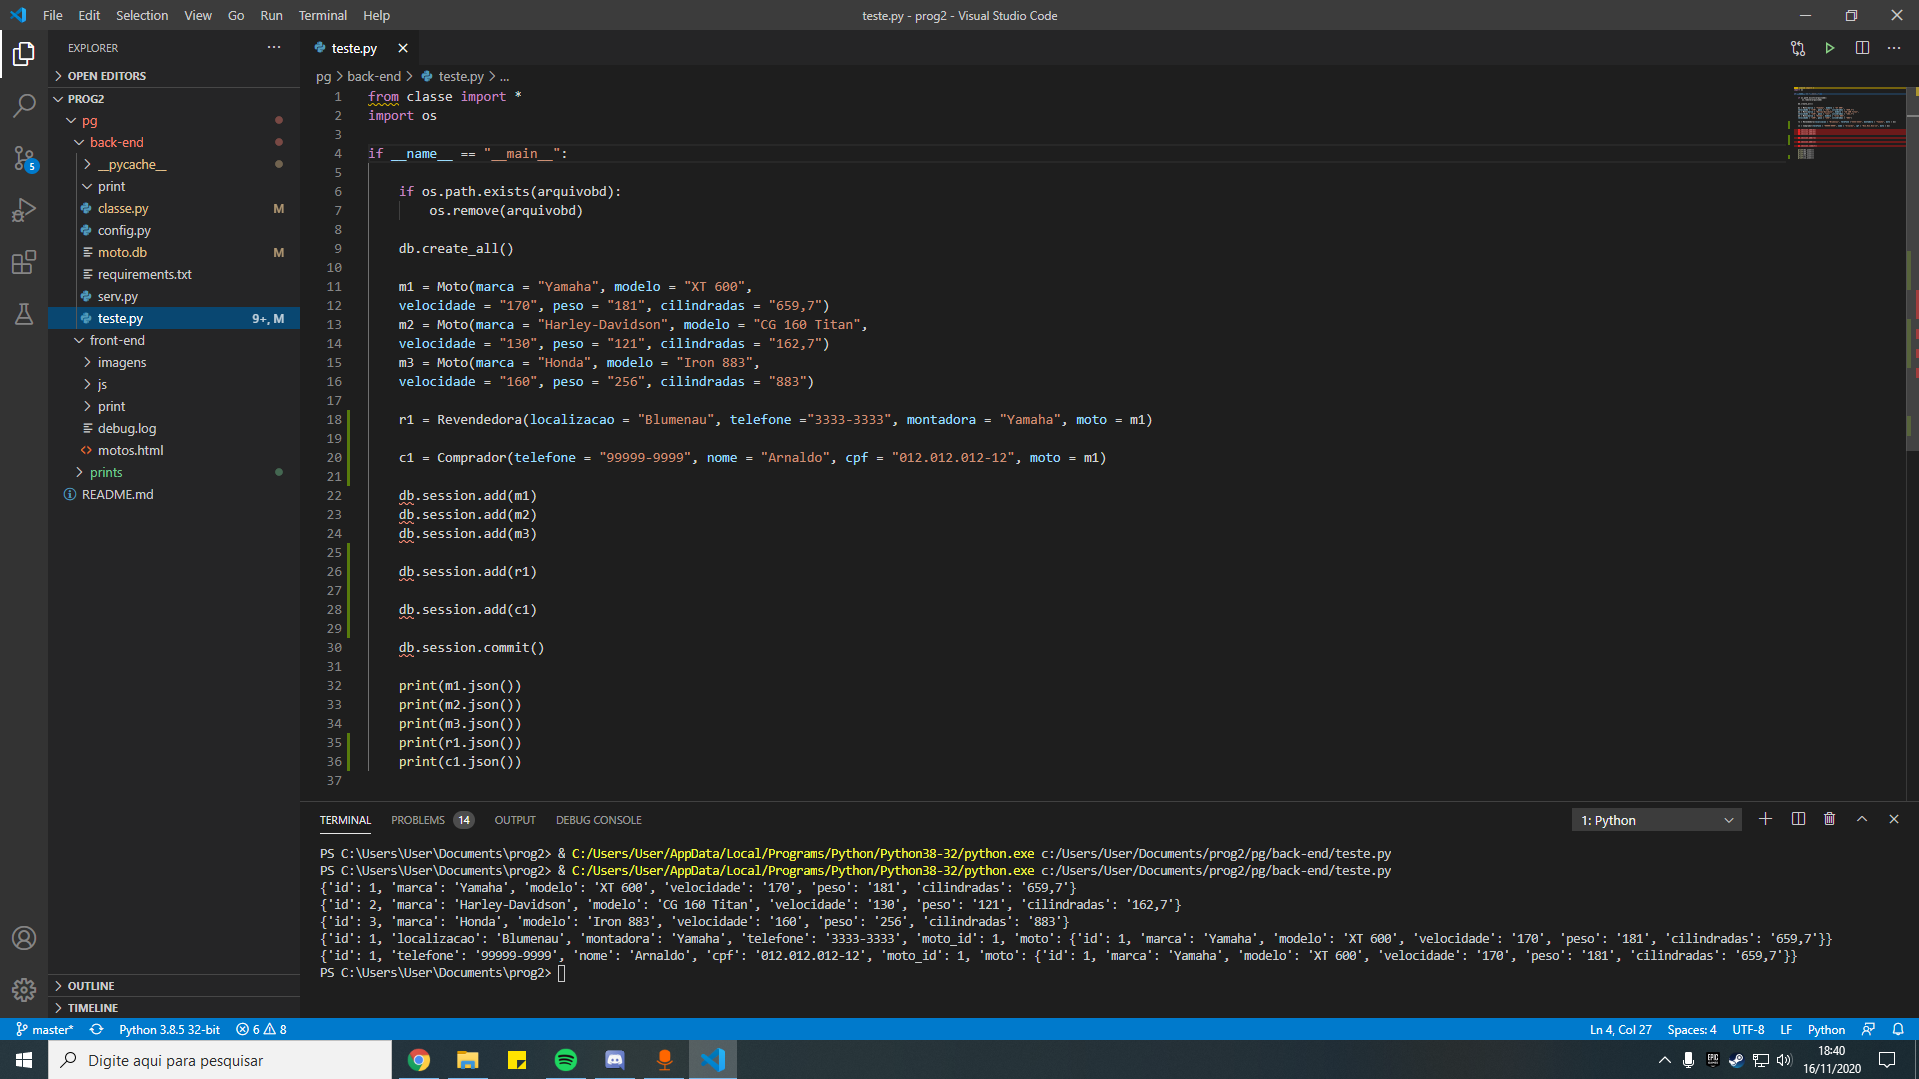 File Edit Selection View Go Run Terminal Help
teste.py - prog2 - Visual Studio Code
EXPLORER
OPEN EDITORS
PROG2
pg
back-end
__pycache__
print
classe.py M
config.py
moto.db M
requirements.txt
serv.py
teste.py 9+, M
front-end
imagens
js
print
debug.log
motos.html
prints
README.md
OUTLINE
TIMELINE
5
teste.py
pg > back-end > teste.py > ...
1 from classe import *
2 import os
3
4 if __name__ == "__main__":
5
6 if os.path.exists(arquivobd):
7 os.remove(arquivobd)
8
9 db.create_all()
10
11 m1 = Moto(marca = "Yamaha", modelo = "XT 600",
12 velocidade = "170", peso = "181", cilindradas = "659,7")
13 m2 = Moto(marca = "Harley-Davidson", modelo = "CG 160 Titan",
14 velocidade = "130", peso = "121", cilindradas = "162,7")
15 m3 = Moto(marca = "Honda", modelo = "Iron 883",
16 velocidade = "160", peso = "256", cilindradas = "883")
17
18 r1 = Revendedora(localizacao = "Blumenau", telefone ="3333-3333", montadora = "Yamaha", moto = m1)
19
20 c1 = Comprador(telefone = "99999-9999", nome = "Arnaldo", cpf = "012.012.012-12", moto = m1)
21
22 db.session.add(m1)
23 db.session.add(m2)
24 db.session.add(m3)
25
26 db.session.add(r1)
27
28 db.session.add(c1)
29
30 db.session.commit()
31
32 print(m1.json())
33 print(m2.json())
34 print(m3.json())
35 print(r1.json())
36 print(c1.json())
37
TERMINAL PROBLEMS 14 OUTPUT DEBUG CONSOLE
1: Python
PS C:\Users\User\Documents\prog2> & C:/Users/User/AppData/Local/Programs/Python/Python38-32/python.exe c:/Users/User/Documents/prog2/pg/back-end/teste.py
PS C:\Users\User\Documents\prog2> & C:/Users/User/AppData/Local/Programs/Python/Python38-32/python.exe c:/Users/User/Documents/prog2/pg/back-end/teste.py
{'id': 1, 'marca': 'Yamaha', 'modelo': 'XT 600', 'velocidade': '170', 'peso': '181', 'cilindradas': '659,7'}
{'id': 2, 'marca': 'Harley-Davidson', 'modelo': 'CG 160 Titan', 'velocidade': '130', 'peso': '121', 'cilindradas': '162,7'}
{'id': 3, 'marca': 'Honda', 'modelo': 'Iron 883', 'velocidade': '160', 'peso': '256', 'cilindradas': '883'}
{'id': 1, 'localizacao': 'Blumenau', 'montadora': 'Yamaha', 'telefone': '3333-3333', 'moto_id': 1, 'moto': {'id': 1, 'marca': 'Yamaha', 'modelo': 'XT 600', 'velocidade': '170', 'peso': '181', 'cilindradas': '659,7'}}
{'id': 1, 'telefone': '99999-9999', 'nome': 'Arnaldo', 'cpf': '012.012.012-12', 'moto_id': 1, 'moto': {'id': 1, 'marca': 'Yamaha', 'modelo': 'XT 600', 'velocidade': '170', 'peso': '181', 'cilindradas': '659,7'}}
PS C:\Users\User\Documents\prog2>
master* Python 3.8.5 32-bit 6 8
Ln 4, Col 27 Spaces: 4 UTF-8 LF Python
Digite aqui para pesquisar
18:40
16/11/2020